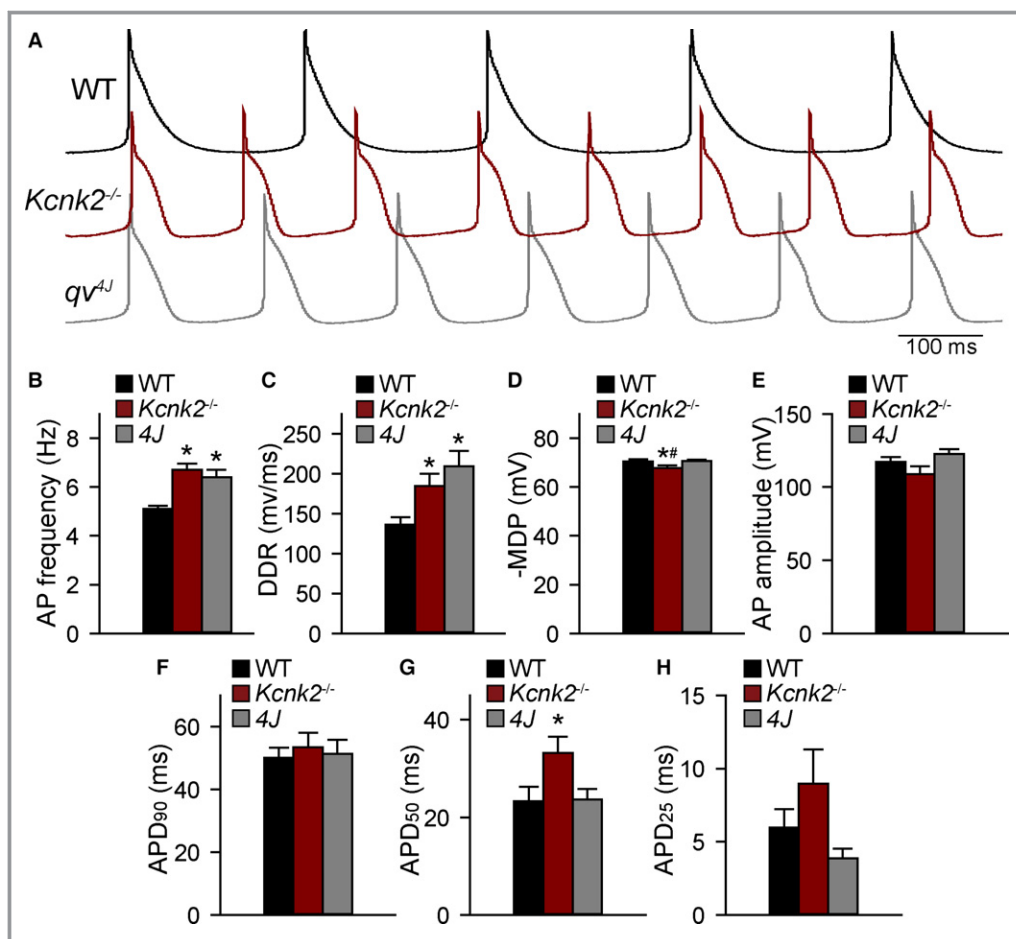 A
WT
Kcnk2-/-
qv4J
100 ms
B
WT
Kcnk2-/-
4J
AP frequency (Hz)
8
6
4
2
0
C
WT
Kcnk2-/-
4J
DDR (mv/ms)
250
200
150
100
50
0
*
*
*
*
D
WT
Kcnk2-/-
4J
-MDP (mV)
80
60
40
20
0
*#
E
WT
Kcnk2-/-
4J
AP amplitude (mV)
150
100
50
0
F
WT
Kcnk2-/-
4J
APD90 (ms)
60
40
20
0
G
WT
Kcnk2-/-
4J
APD50 (ms)
40
20
0
*
H
WT
Kcnk2-/-
4J
APD25 (ms)
15
10
5
0